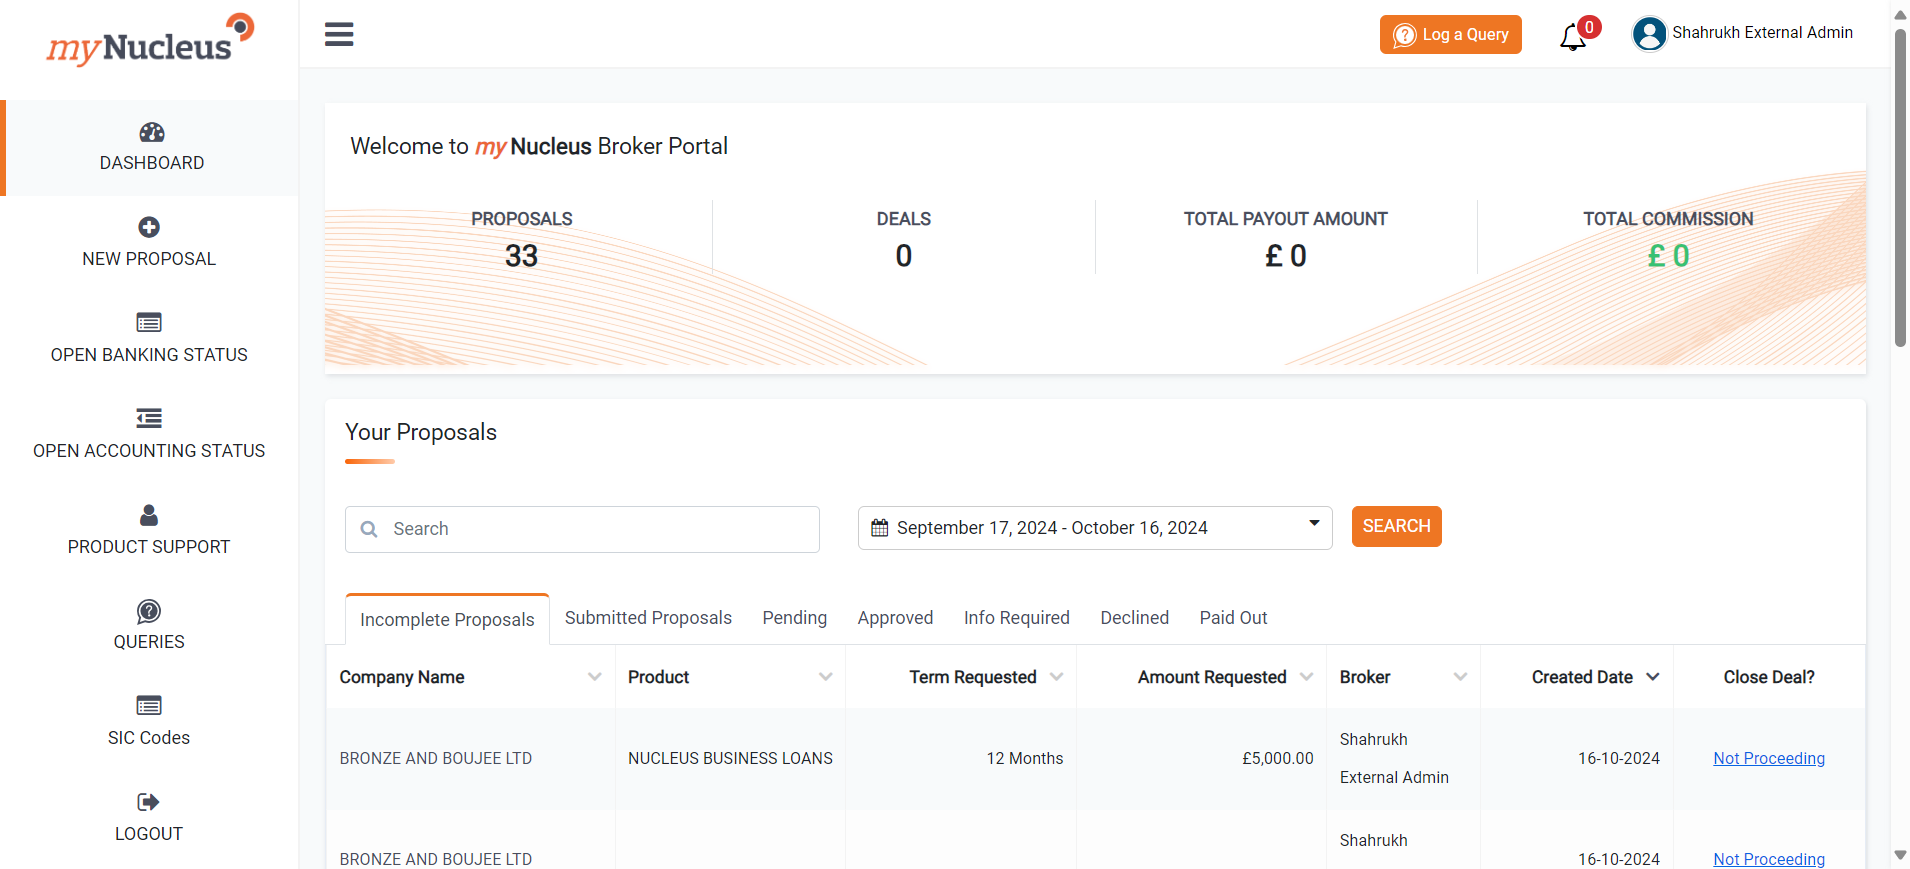 myNucleus
DASHBOARD
NEW PROPOSAL
OPEN BANKING STATUS
OPEN ACCOUNTING STATUS
PRODUCT SUPPORT
QUERIES
SIC Codes
LOGOUT
Log a Query
0
Shahrukh External Admin
Welcome to my Nucleus Broker Portal
PROPOSALS
33
DEALS
0
TOTAL PAYOUT AMOUNT
£ 0
TOTAL COMMISSION
£ 0
Your Proposals
Search
September 17, 2024 - October 16, 2024
SEARCH
Incomplete Proposals Submitted Proposals Pending Approved Info Required Declined Paid Out
Company Name Product Term Requested Amount Requested Broker Created Date Close Deal?
BRONZE AND BOUJEE LTD NUCLEUS BUSINESS LOANS 12 Months £5,000.00 Shahrukh External Admin 16-10-2024 Not Proceeding
BRONZE AND BOUJEE LTD Shahrukh 16-10-2024 Not Proceeding